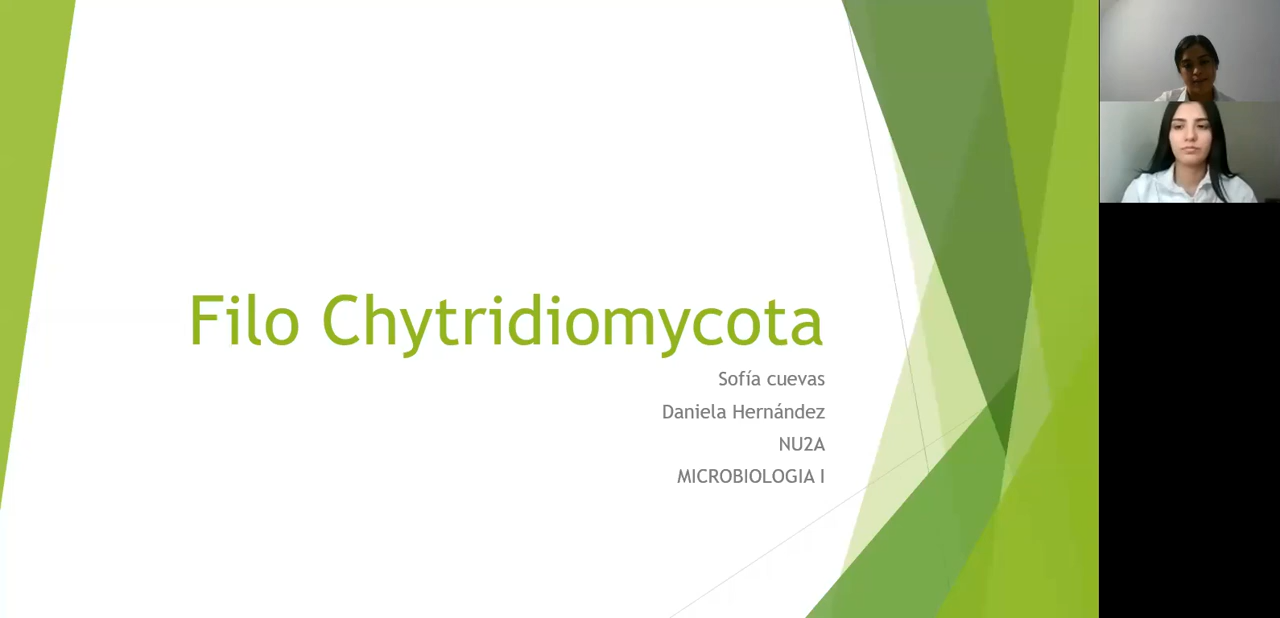 Filo Chytridiomycota
Sofía cuevas
Daniela Hernández
NU2A
MICROBIOLOGIA I